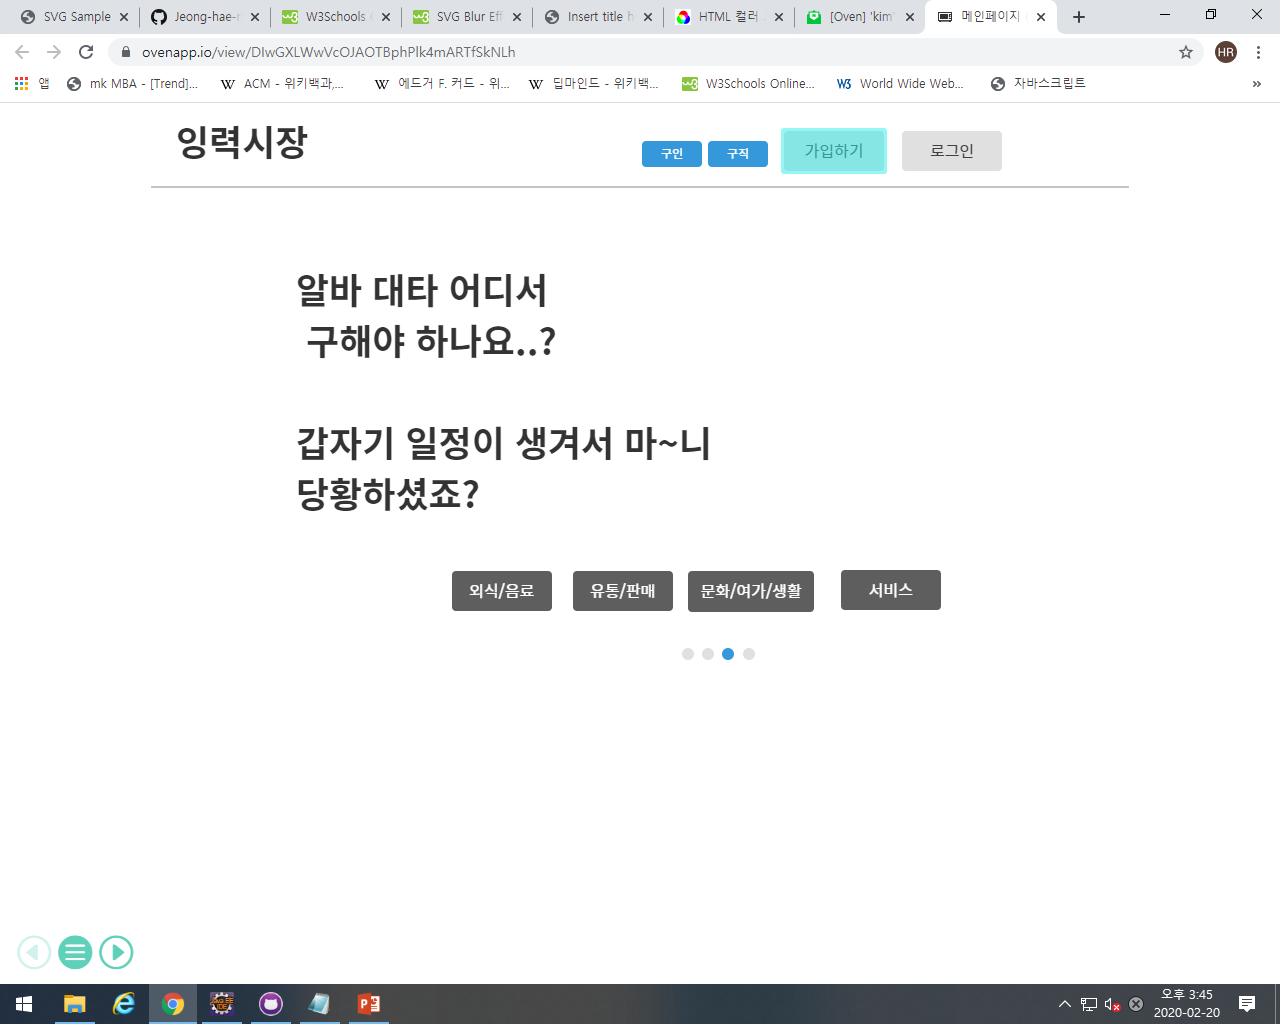 SVG Sample
Jeong-hae-r
W3Schools
SVG Blur Eff
Insert title h
HTML 컬러
[Oven] 'kim'
메인페이지
ovenapp.io/view/DIwGXLWwVcOJAOTBphPlk4mARTfSkNLh
HR
앱
mk MBA - [Trend]...
ACM - 위키백과,...
에드거 F. 커드 - 위...
딥마인드 - 위키백...
W3Schools Online...
World Wide Web...
자바스크립트
»
잉력시장
구인
구직
가입하기
로그인
알바 대타 어디서
구해야 하나요..?
갑자기 일정이 생겨서 마~니
당황하셨죠?
외식/음료
유통/판매
문화/여가/생활
서비스
오후 3:45
2020-02-20